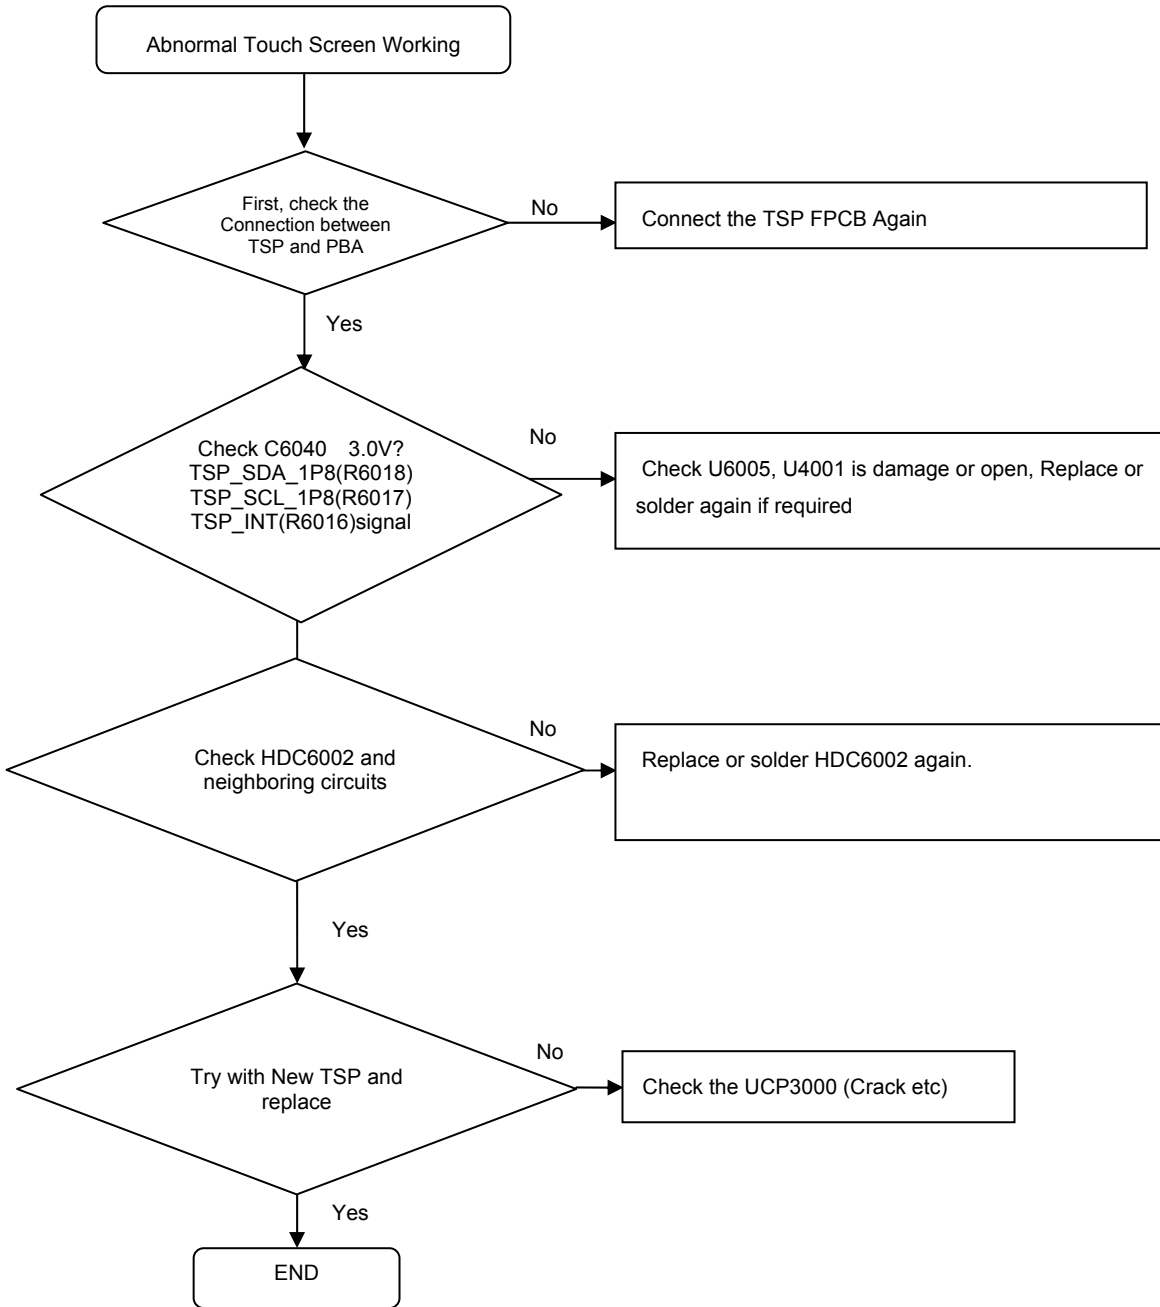 Abnormal Touch Screen Working
First, check the
Connection between
TSP and PBA
No
Connect the TSP FPCB Again
Yes
Check C6040    3.0V?
TSP_SDA_1P8(R6018)
TSP_SCL_1P8(R6017)
TSP_INT(R6016)signal
No
Check U6005, U4001 is damage or open, Replace or
solder again if required
Check HDC6002 and
neighboring circuits
No
Replace or solder HDC6002 again.
Yes
Try with New TSP and
replace
No
Check the UCP3000 (Crack etc)
Yes
END